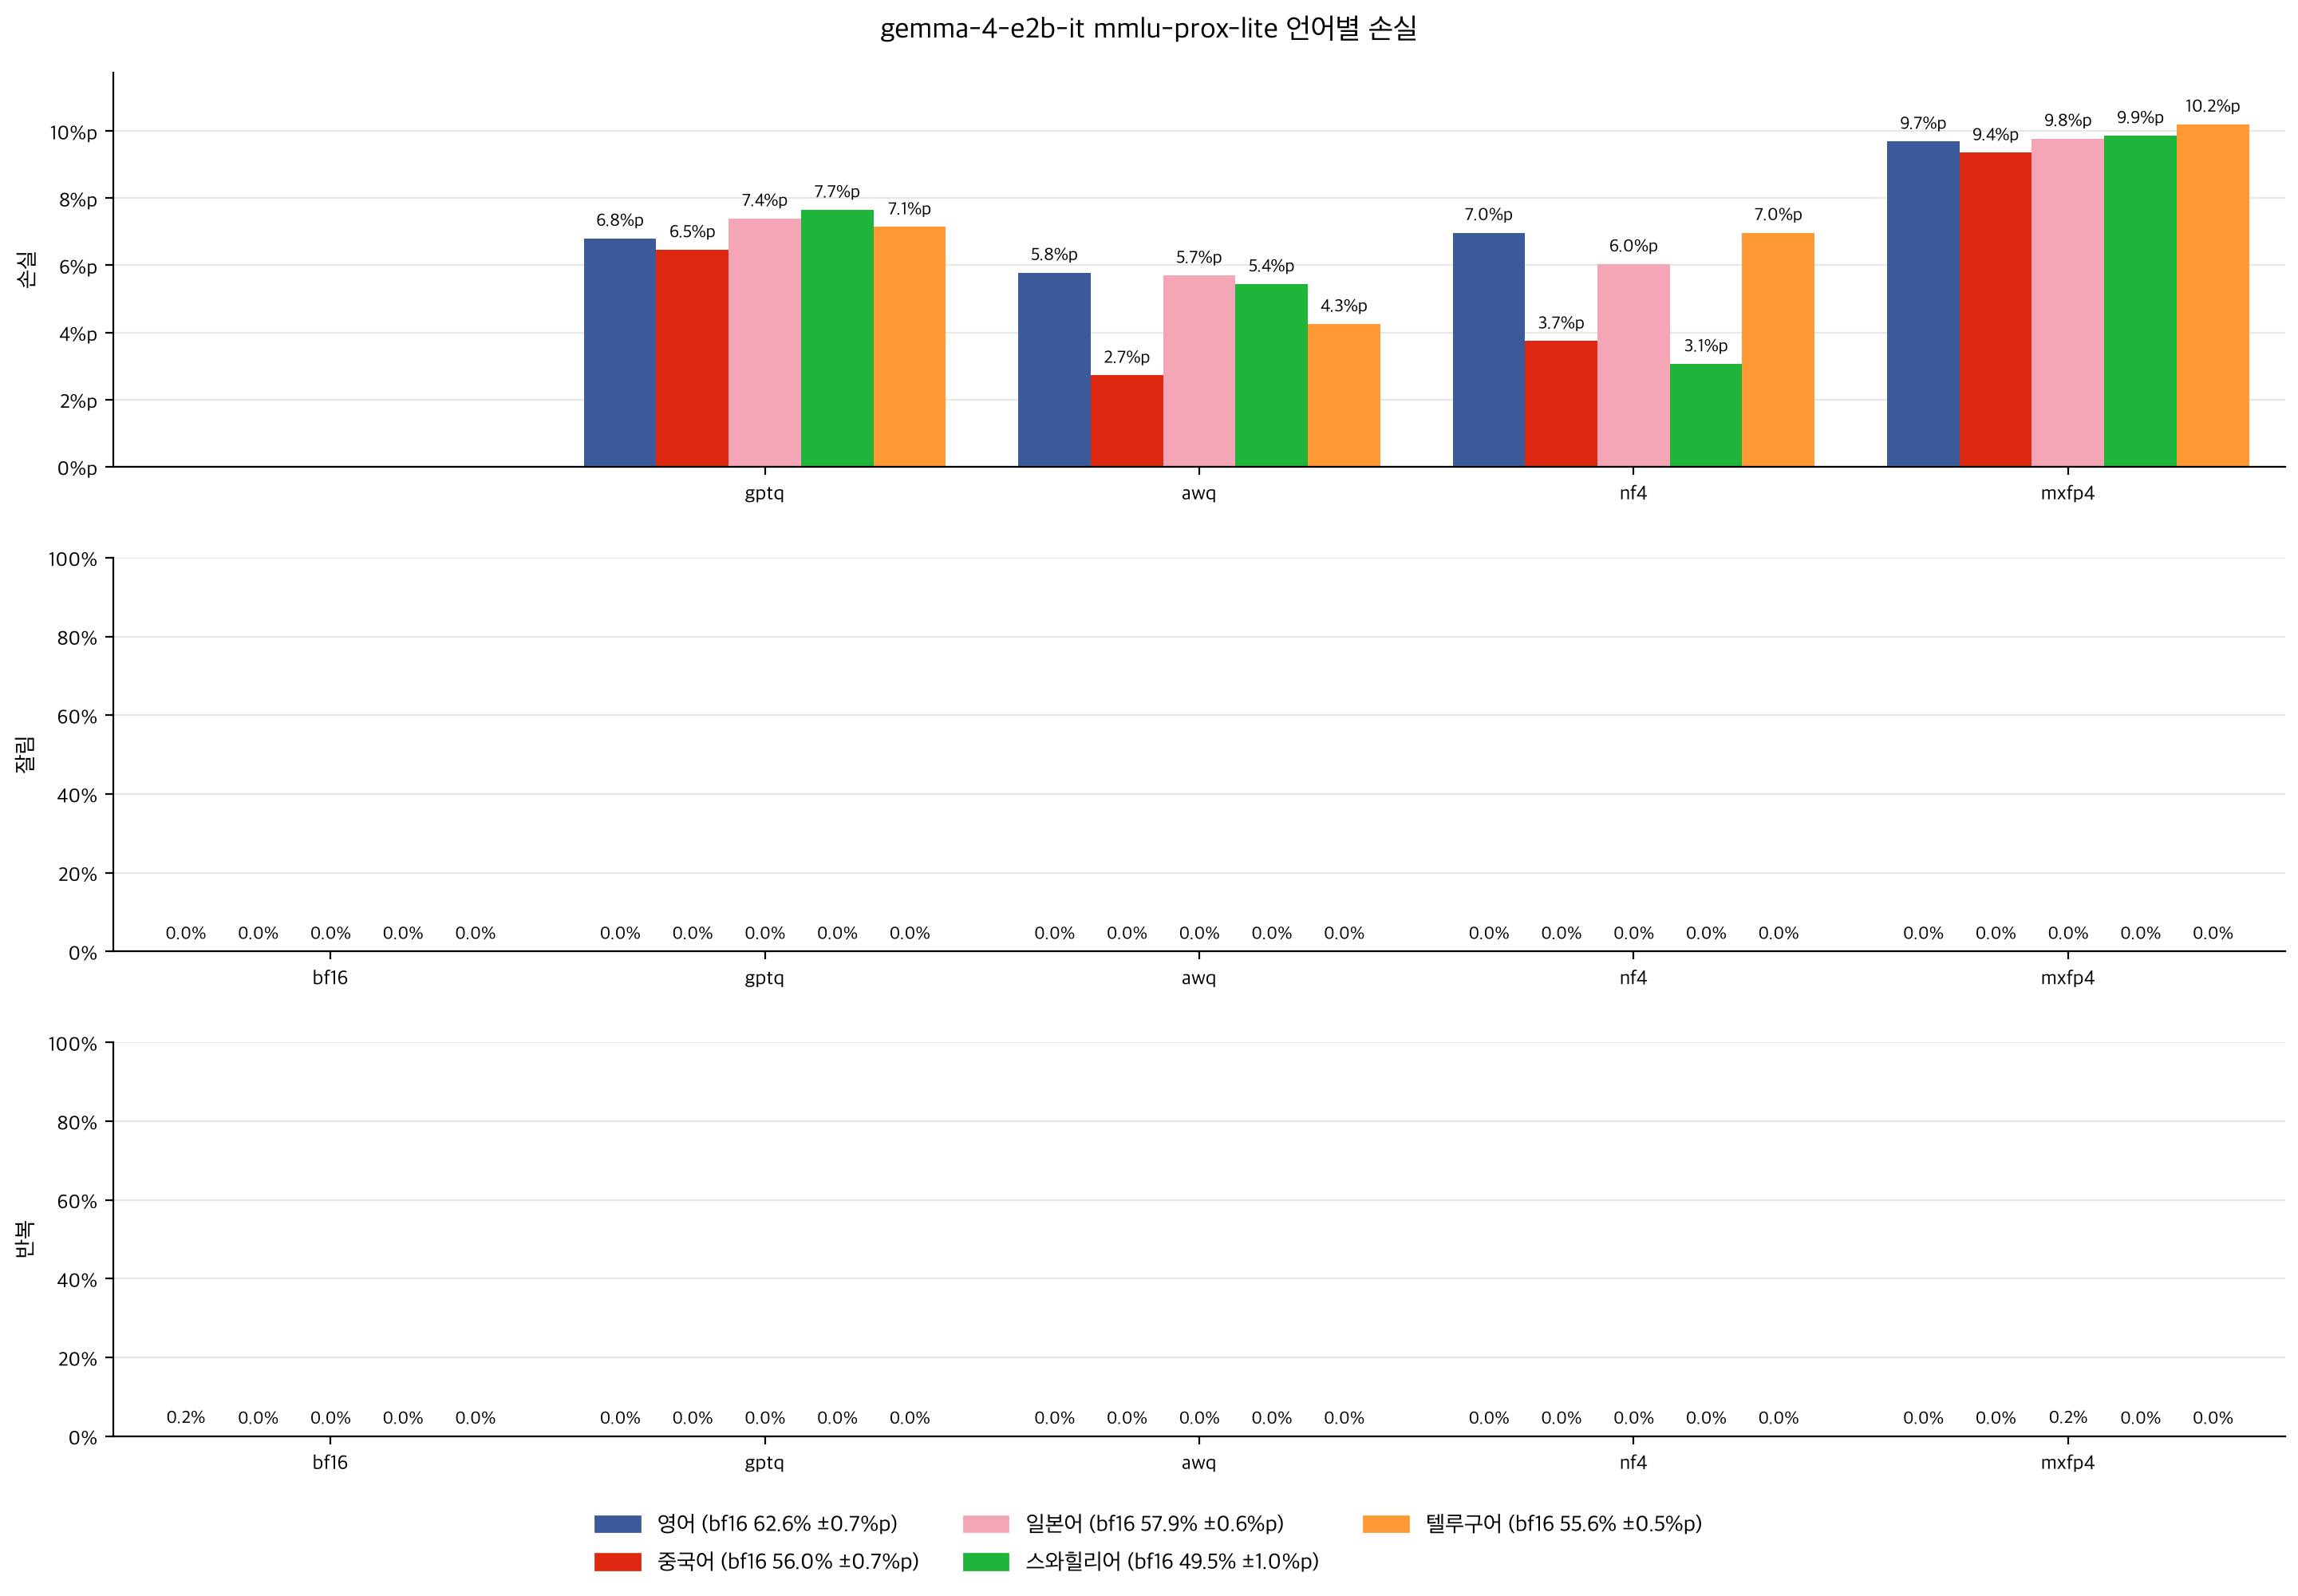 gemma-4-e2b-it mmlu-prox-lite 언어별 손실
손실
10%p
8%p
6%p
4%p
2%p
0%p
6.8%p 6.5%p 7.4%p 7.7%p 7.1%p
5.8%p 2.7%p 5.7%p 5.4%p 4.3%p
7.0%p 3.7%p 6.0%p 3.1%p 7.0%p
9.7%p 9.4%p 9.8%p 9.9%p 10.2%p
gptq awq nf4 mxfp4
잘림
100%
80%
60%
40%
20%
0%
0.0% 0.0% 0.0% 0.0% 0.0% 0.0% 0.0% 0.0% 0.0% 0.0% 0.0% 0.0% 0.0% 0.0% 0.0% 0.0% 0.0% 0.0% 0.0% 0.0% 0.0% 0.0% 0.0% 0.0% 0.0%
bf16 gptq awq nf4 mxfp4
반복
100%
80%
60%
40%
20%
0%
0.2% 0.0% 0.0% 0.0% 0.0% 0.0% 0.0% 0.0% 0.0% 0.0% 0.0% 0.0% 0.0% 0.0% 0.0% 0.0% 0.0% 0.0% 0.0% 0.0% 0.0% 0.0% 0.2% 0.0% 0.0%
bf16 gptq awq nf4 mxfp4
영어 (bf16 62.6% ±0.7%p) 일본어 (bf16 57.9% ±0.6%p) 텔루구어 (bf16 55.6% ±0.5%p)
중국어 (bf16 56.0% ±0.7%p) 스와힐리어 (bf16 49.5% ±1.0%p)